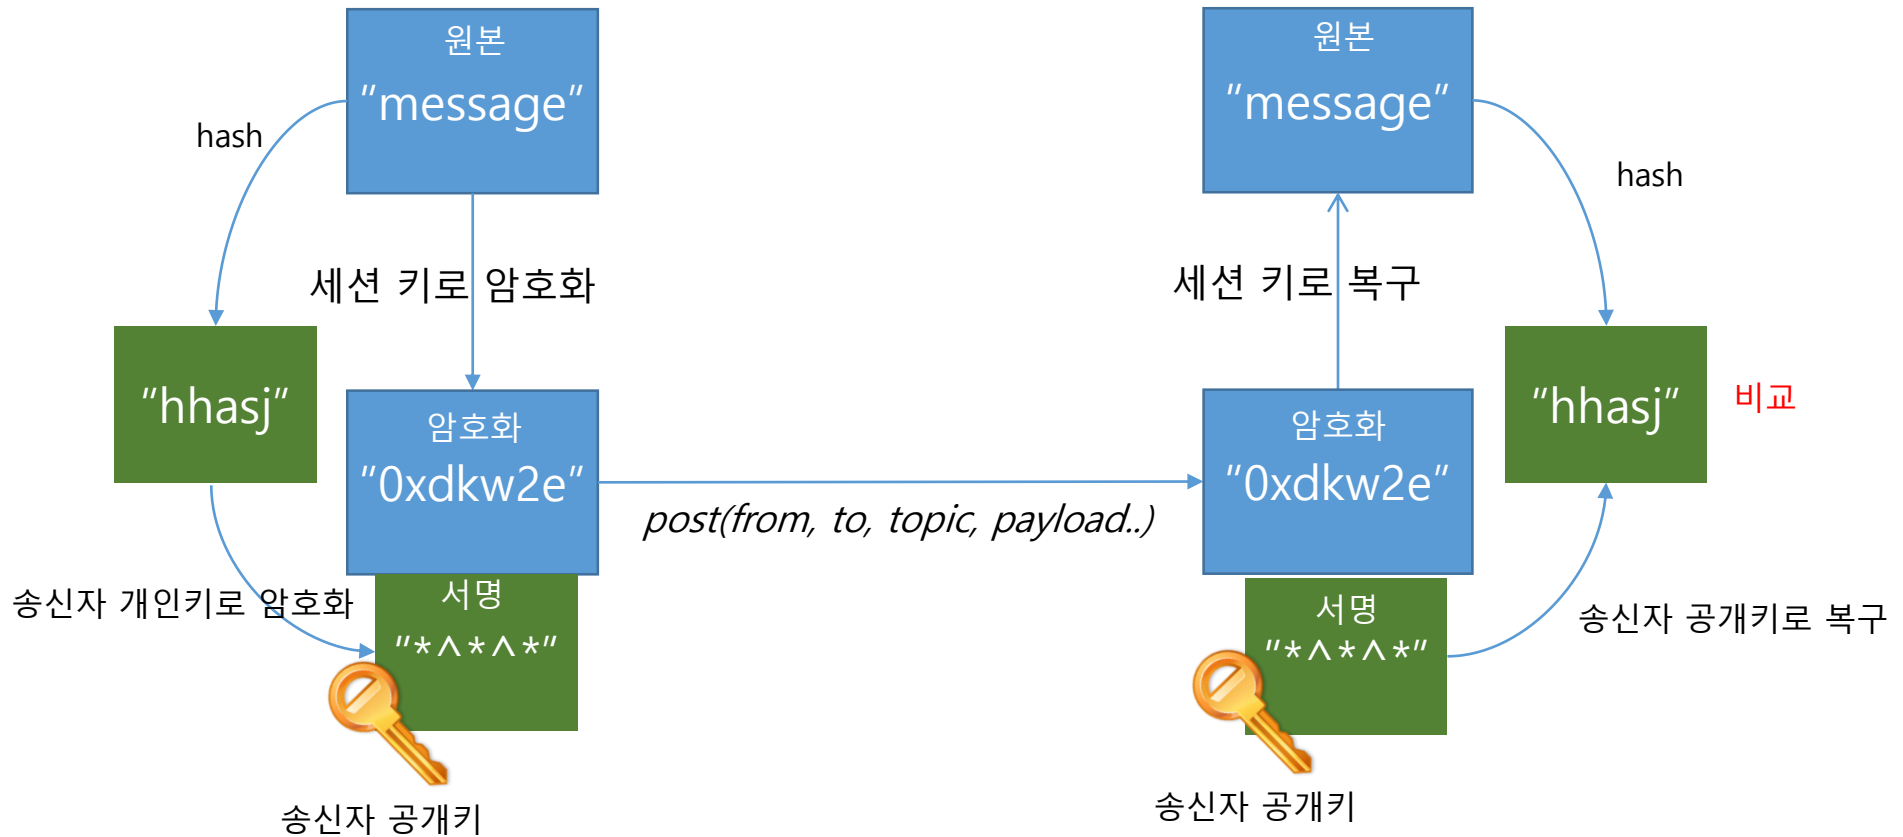 원본
"message"
hash
세션 키로 암호화
"hhasj"
암호화
"0xdkw2e"
송신자 개인키로 암호화
서명
"*^*^*"
송신자 공개키
post(from, to, topic, payload..)
원본
"message"
hash
세션 키로 복구
"hhasj"
비교
암호화
"0xdkw2e"
서명
"*^*^*"
송신자 공개키로 복구
송신자 공개키